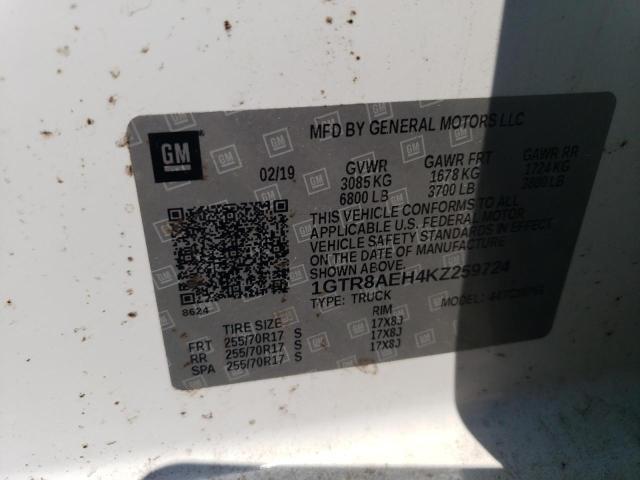 MFD BY GENERAL MOTORS LLC
GM
02/19
GVWR GAWR FRT GAWR RR
3085 KG 1678 KG 1724 KG
6800 LB 3700 LB 3800 LB
THIS VEHICLE CONFORMS TO ALL
APPLICABLE U.S. FEDERAL MOTOR
VEHICLE SAFETY STANDARDS IN EFFECT
ON THE DATE OF MANUFACTURE
SHOWN ABOVE.
1GTR8AEH4KZ259724
TYPE: TRUCK MODEL:
8624
TIRE SIZE RIM
FRT 255/70R17 S 17X8J
RR 255/70R17 S 17X8J
SPA 255/70R17 S 17X8J